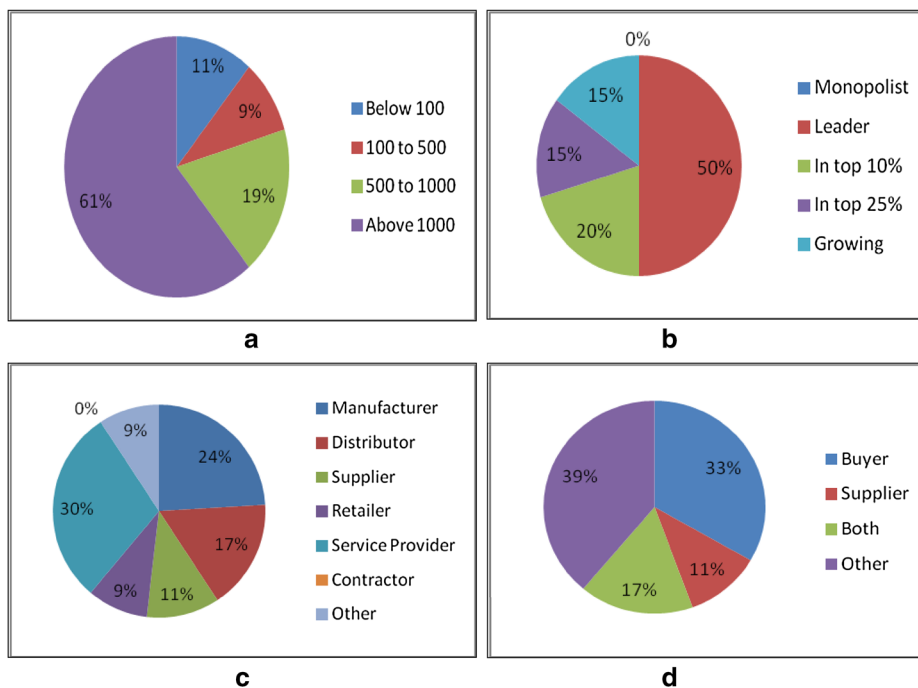 11%
9%
19%
61%
Below 100
100 to 500
500 to 1000
Above 1000
a
0%
15%
15%
20%
50%
Monopolist
Leader
In top 10%
In top 25%
Growing
b
0%
9%
24%
30%
17%
9%
11%
Manufacturer
Distributor
Supplier
Retailer
Service Provider
Contractor
Other
c
39%
33%
11%
17%
Buyer
Supplier
Both
Other
d